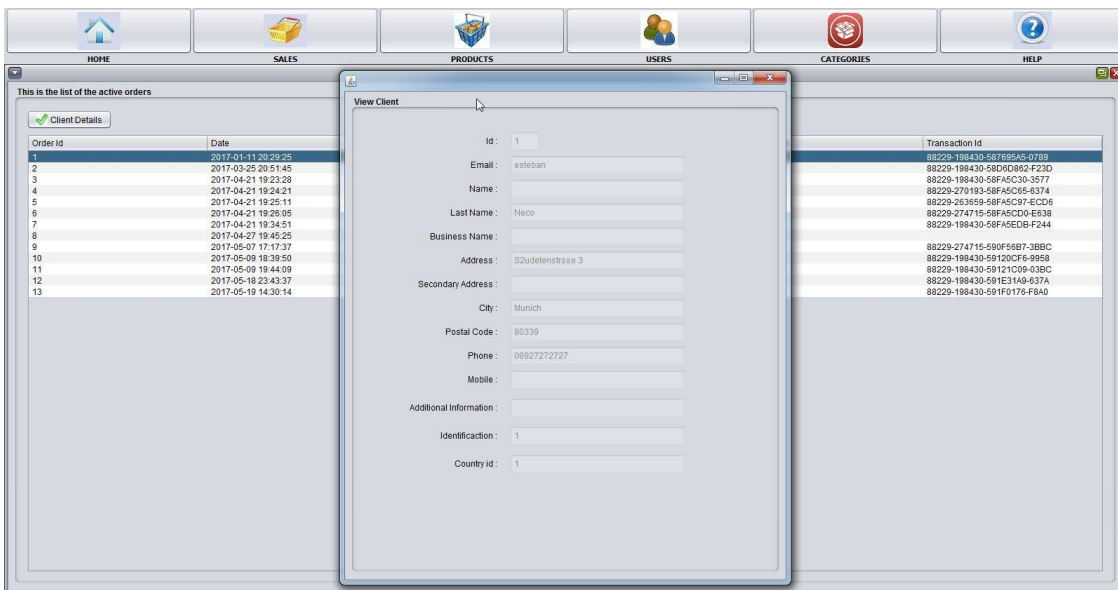 HOME SALES PRODUCTS USERS CATEGORIES HELP
This is the list of the active orders
Client Details
Order Id Date Transaction Id
1 2017-01-11 20:29:25 88229-198430-587695A5-0789
2 2017-03-25 20:51:45 88229-198430-58D6D862-F23D
3 2017-04-21 19:23:28 88229-198430-58FA5C30-3577
4 2017-04-21 19:24:21 88229-270193-58FA5C65-6374
5 2017-04-21 19:25:11 88229-263659-58FA5C97-ECD6
6 2017-04-21 19:26:05 88229-274715-58FA5CD0-E638
7 2017-04-21 19:34:51 88229-198430-58FA5EDB-F244
8 2017-04-27 19:45:25
9 2017-05-07 17:17:37 88229-274715-590F56B7-3BBC
10 2017-05-09 18:39:50 88229-198430-59120CF6-9958
11 2017-05-09 19:44:09 88229-198430-59121C09-03BC
12 2017-05-18 23:43:37 88229-198430-591E31A9-637A
13 2017-05-19 14:30:14 88229-198430-591F0176-F8A0
View Client
Id : 1
Email : esteban
Name :
Last Name : Neco
Business Name :
Address : S2udetenstrsse 3
Secondary Address :
City : Munich
Postal Code : 80339
Phone : 08927272727
Mobile :
Additional Information :
Identificaction : 1
Country id : 1